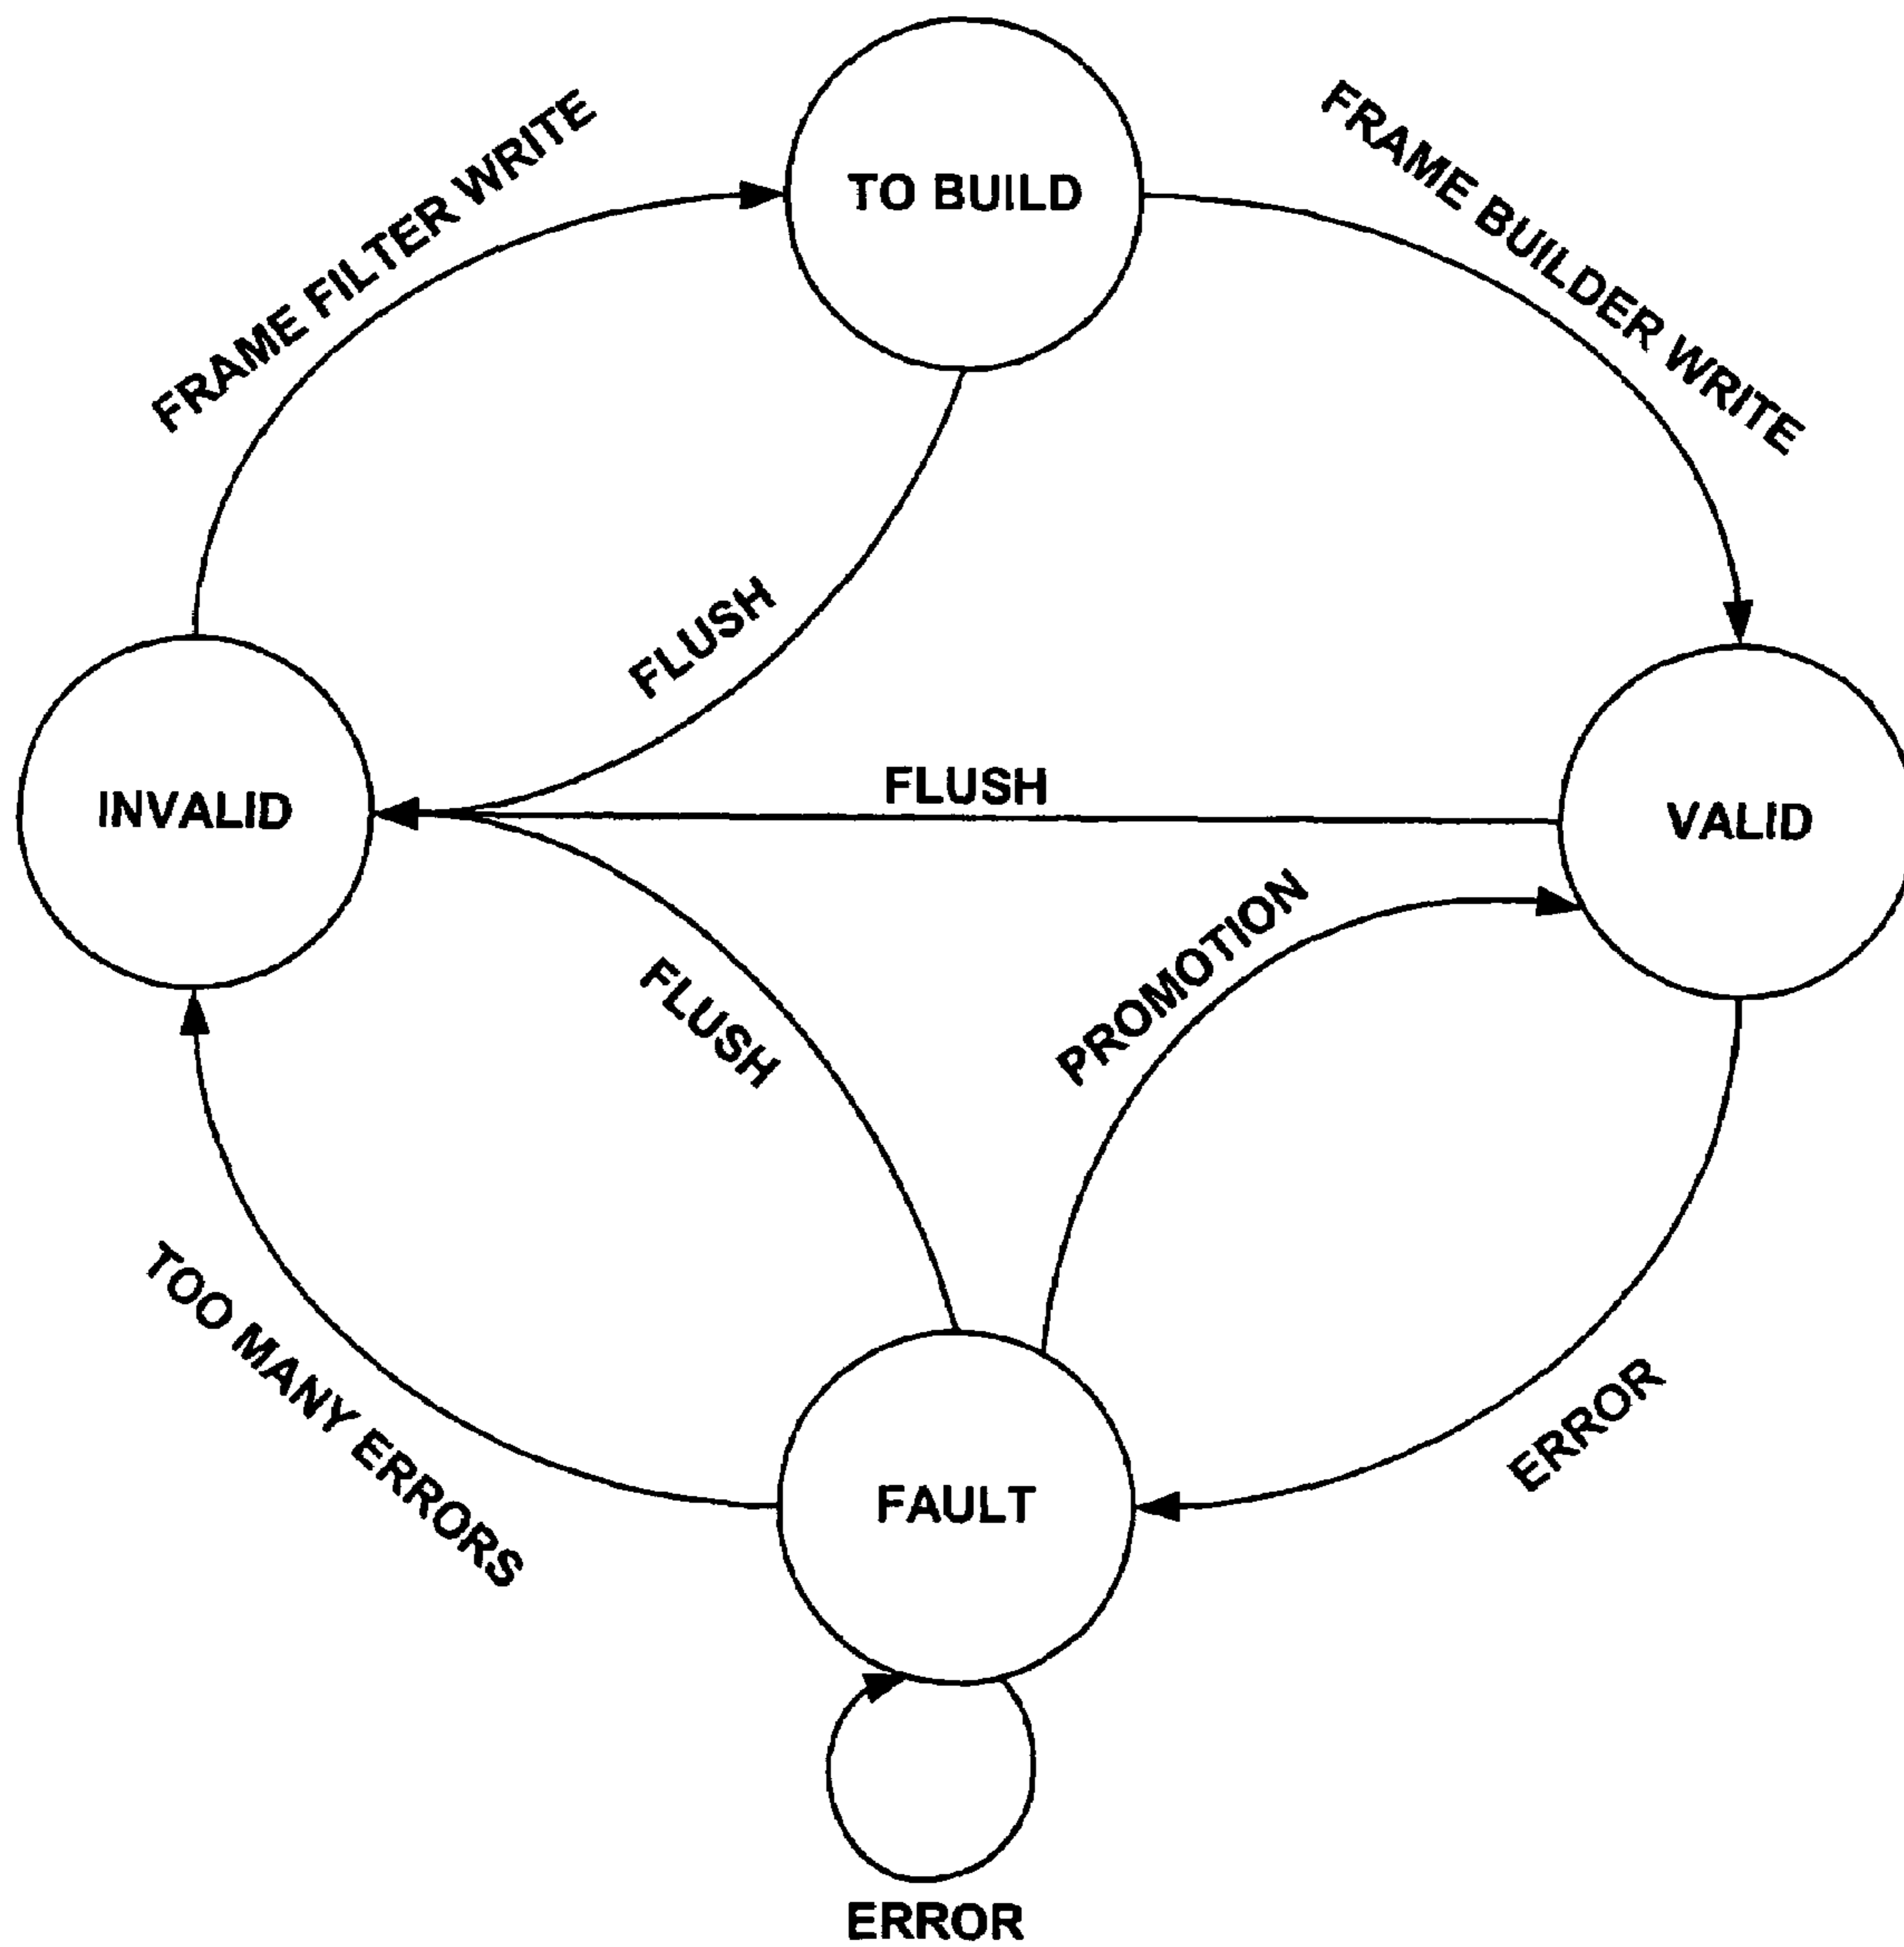 FRAME FILTER WRITE
TO BUILD
FRAME BUILDER WRITE
FLUSH
FLUSH
INVALID
VALID
FLUSH
PROMOTION
TOO MANY ERRORS
FAULT
ERROR
ERROR